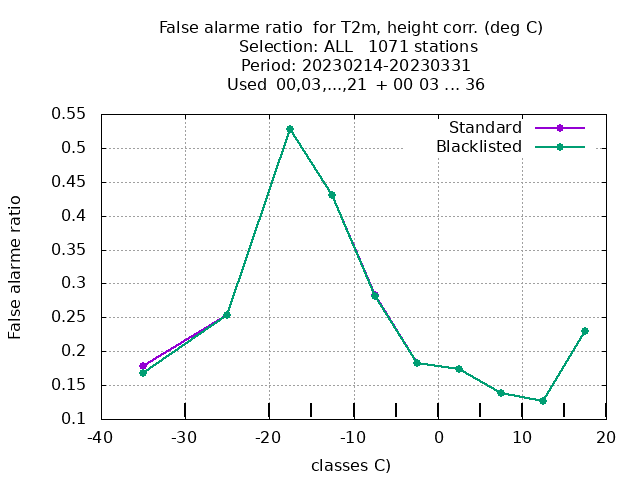 False alarme ratio  for T2m, height corr. (deg C)
Selection: ALL   1071 stations
Period: 20230214-20230331
Used  00,03,...,21  + 00 03 ... 36
Standard
Blacklisted
False alarme ratio
0.55
0.5
0.45
0.4
0.35
0.3
0.25
0.2
0.15
0.1
-40 -30 -20 -10 0 10 20
classes C)